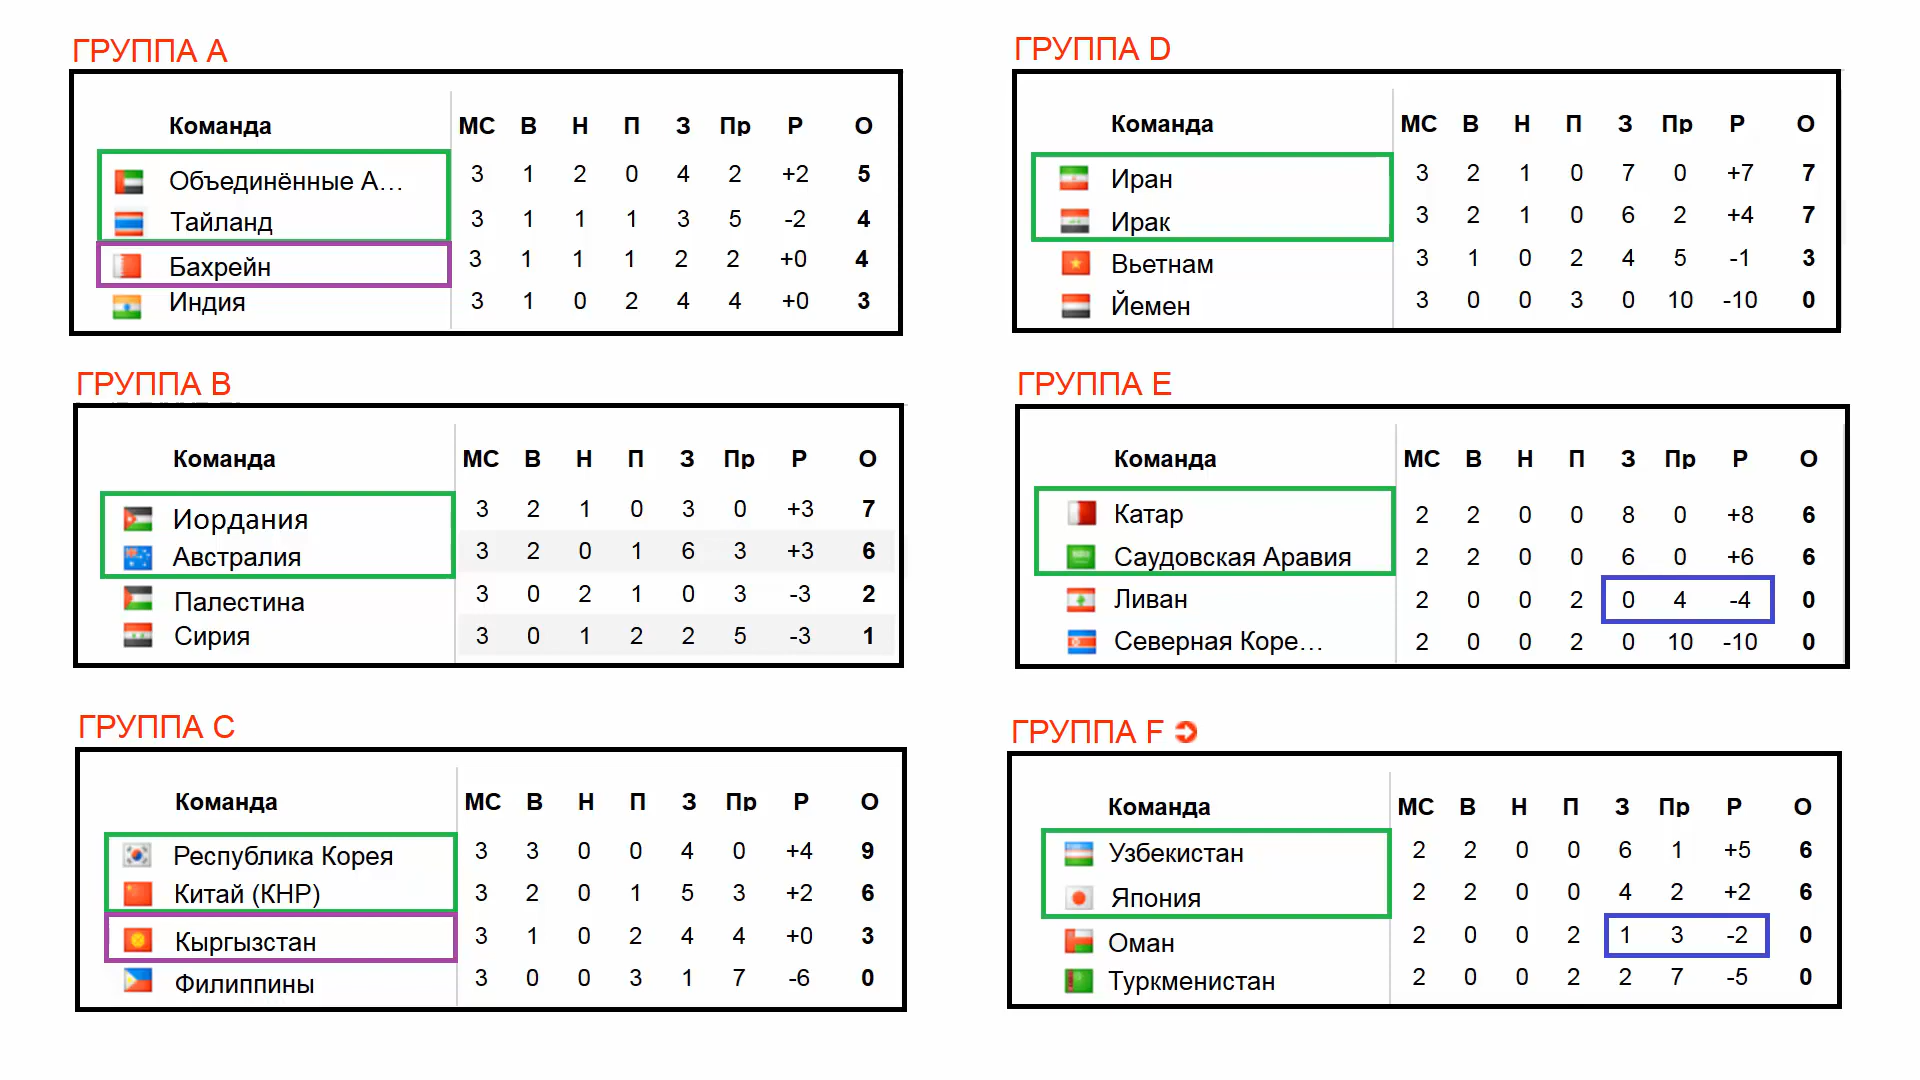 ГРУППА A
Команда МС В Н П З Пр Р О
Объединённые А... 3 1 2 0 4 2 +2 5
Тайланд 3 1 1 1 3 5 -2 4
Бахрейн 3 1 1 1 2 2 +0 4
Индия 3 1 0 2 4 4 +0 3
ГРУППА B
Команда МС В Н П З Пр Р О
Иордания 3 2 1 0 3 0 +3 7
Австралия 3 2 0 1 6 3 +3 6
Палестина 3 0 2 1 0 3 -3 2
Сирия 3 0 1 2 2 5 -3 1
ГРУППА C
Команда МС В Н П З Пр Р О
Республика Корея 3 3 0 0 4 0 +4 9
Китай (КНР) 3 2 0 1 5 3 +2 6
Кыргызстан 3 1 0 2 4 4 +0 3
Филиппины 3 0 0 3 1 7 -6 0
ГРУППА D
Команда МС В Н П З Пр Р О
Иран 3 2 1 0 7 0 +7 7
Ирак 3 2 1 0 6 2 +4 7
Вьетнам 3 1 0 2 4 5 -1 3
Йемен 3 0 0 3 0 10 -10 0
ГРУППА E
Команда МС В Н П З Пр Р О
Катар 2 2 0 0 8 0 +8 6
Саудовская Аравия 2 2 0 0 6 0 +6 6
Ливан 2 0 0 2 0 4 -4 0
Северная Коре... 2 0 0 2 0 10 -10 0
ГРУППА F
Команда МС В Н П З Пр Р О
Узбекистан 2 2 0 0 6 1 +5 6
Япония 2 2 0 0 4 2 +2 6
Оман 2 0 0 2 1 3 -2 0
Туркменистан 2 0 0 2 2 7 -5 0